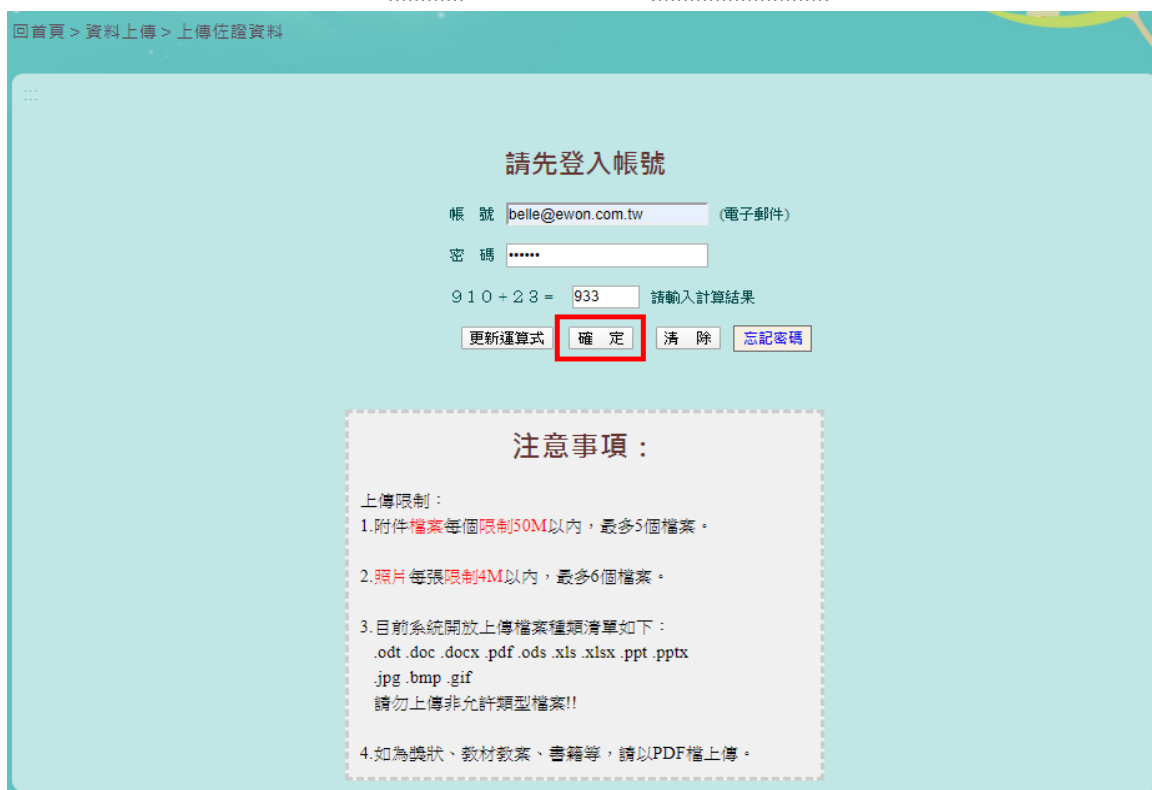 回首頁 > 資料上傳 > 上傳佐證資料
:::
請先登入帳號
帳 號 belle@ewon.com.tw (電子郵件)
密 碼 ••••••
910+23= 933 請輸入計算結果
更新運算式 確 定 清 除 忘記密碼
注意事項：
上傳限制：
1.附件檔案每個限制50M以內，最多5個檔案。
2.照片每張限制4M以內，最多6個檔案。
3.目前系統開放上傳檔案種類清單如下：
.odt .doc .docx .pdf .ods .xls .xlsx .ppt .pptx
.jpg .bmp .gif
請勿上傳非允許類型檔案!!
4.如為獎狀、教材教案、書籍等，請以PDF檔上傳。